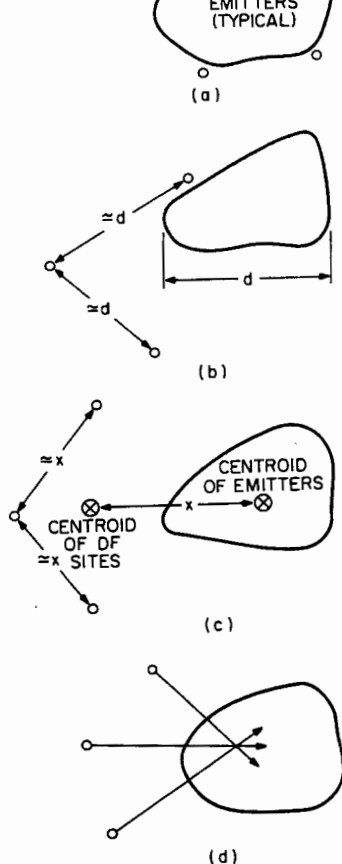 EMITTERS
(TYPICAL)
(a)
≃d
≃d
d
(b)
≃x
CENTROID
OF EMITTERS
x
CENTROID
OF DF
SITES
≃x
(c)
(d)